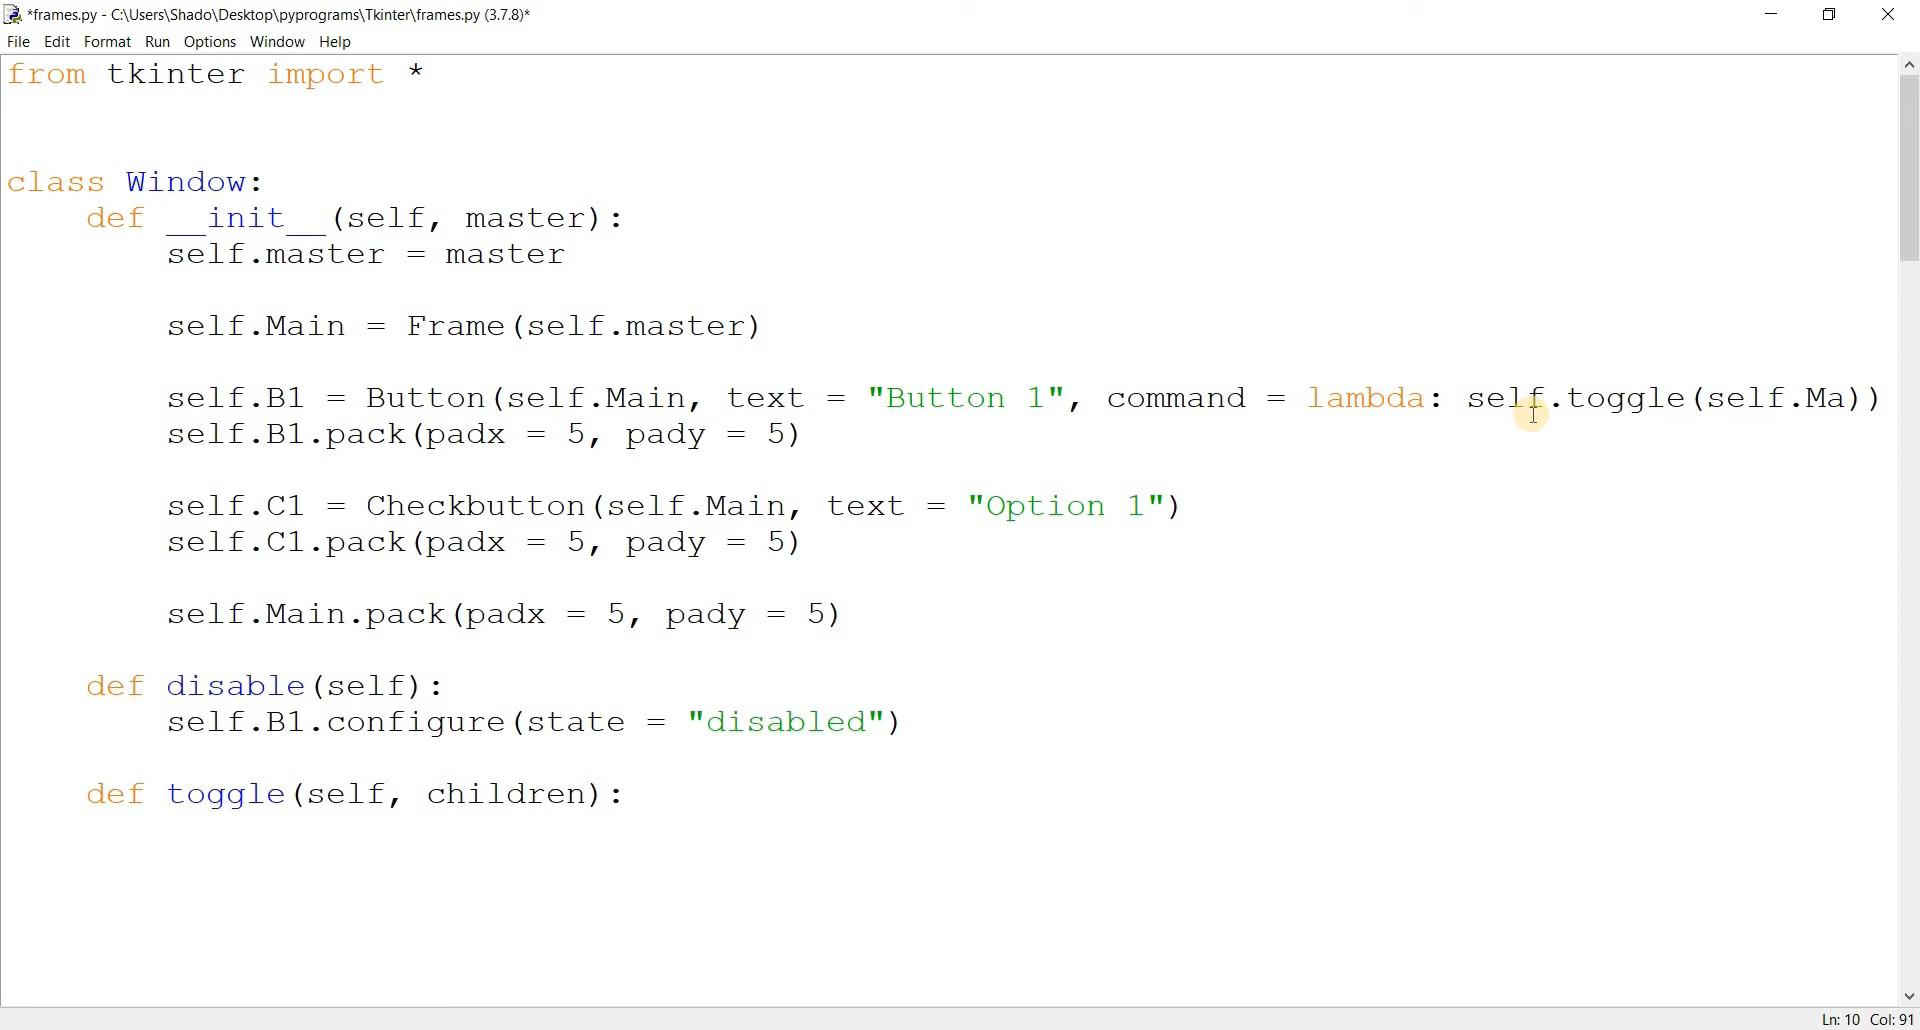 *frames.py - C:\Users\Shado\Desktop\pyprograms\Tkinter\frames.py (3.7.8)*
File Edit Format Run Options Window Help
from tkinter import *
class Window:
    def __init__(self, master):
        self.master = master
        self.Main = Frame(self.master)
        self.B1 = Button(self.Main, text = "Button 1", command = lambda: self.toggle(self.Ma))
        self.B1.pack(padx = 5, pady = 5)
        self.C1 = Checkbutton(self.Main, text = "Option 1")
        self.C1.pack(padx = 5, pady = 5)
        self.Main.pack(padx = 5, pady = 5)
    def disable(self):
        self.B1.configure(state = "disabled")
    def toggle(self, children):
Ln: 10 Col: 91